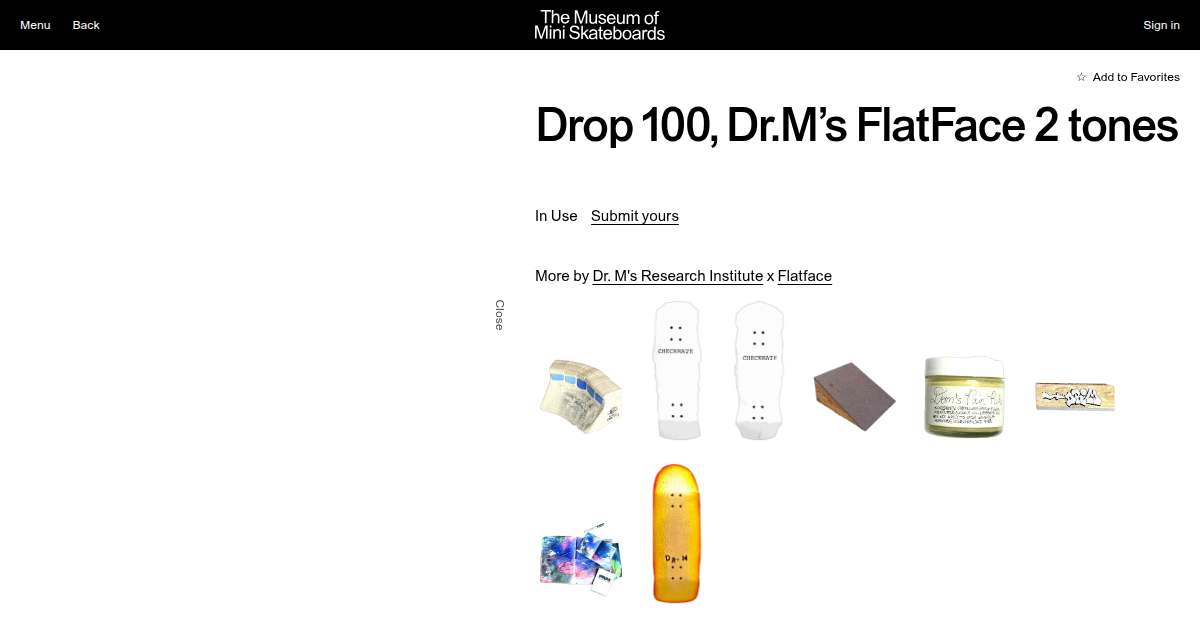 Menu
Back
The Museum of
Mini Skateboards
Sign in
☆ Add to Favorites
Drop 100, Dr.M’s FlatFace 2 tones
In Use Submit yours
More by Dr. M's Research Institute x Flatface
Close
CHECKMATE
CHECKMATE
Dom's
DR. M